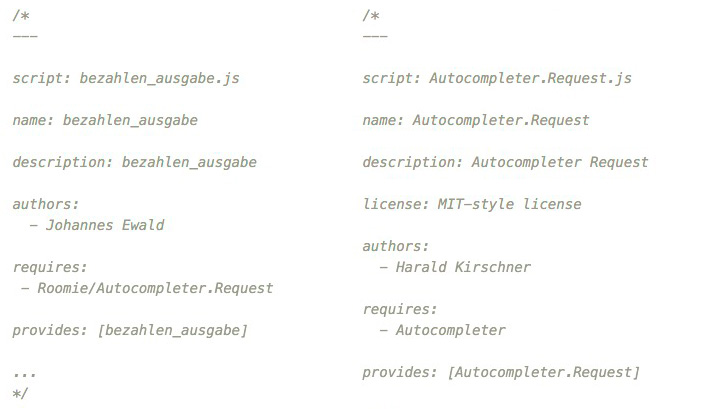 /*
---
script: bezahlen_ausgabe.js
name: bezahlen_ausgabe
description: bezahlen_ausgabe
authors:
- Johannes Ewald
requires:
- Roomie/Autocompleter.Request
provides: [bezahlen_ausgabe]
...
*/
/*
---
script: Autocompleter.Request.js
name: Autocompleter.Request
description: Autocompleter Request
license: MIT-style license
authors:
- Harald Kirschner
requires:
- Autocompleter
provides: [Autocompleter.Request]